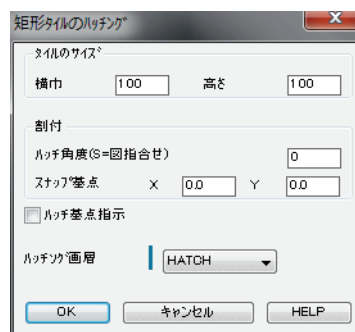 矩形ﾀｲﾙのﾊｯﾁﾝｸﾞ
ﾀｲﾙのｻｲｽﾞ
横巾 100 高さ 100
割付
ﾊｯﾁ角度(S=図指合せ) 0
ｽﾅｯﾌﾟ基点 X 0.0 Y 0.0
ﾊｯﾁ基点指示
ﾊｯﾁﾝｸﾞ画層 HATCH
OK キャンセル HELP